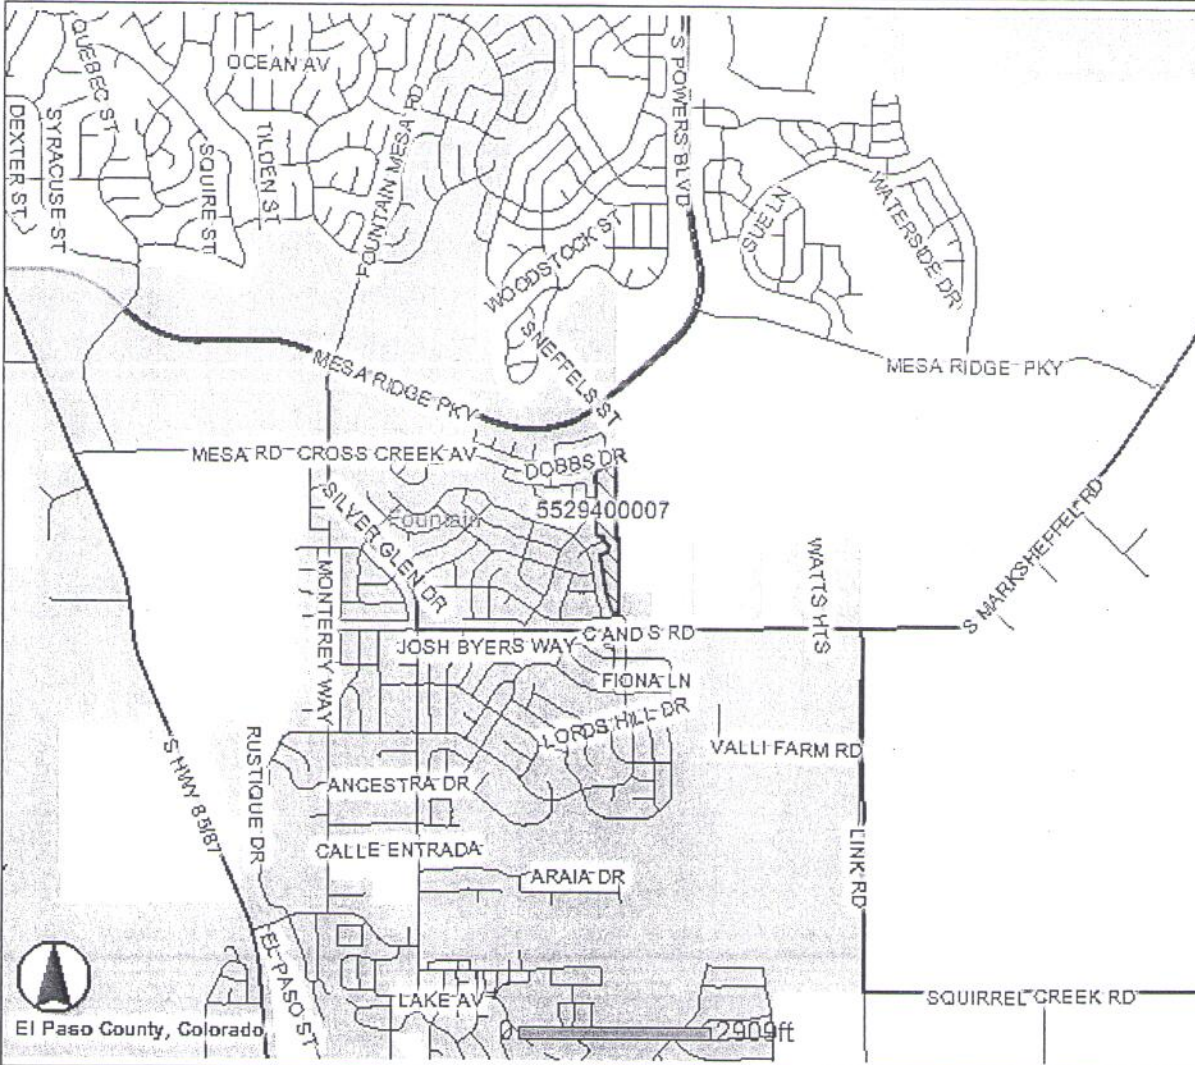 QUEBEC ST
OCEAN AV
S POWERS BLVD
DEXTER ST
SYRACUSE ST
SQUIRE ST
TILDEN ST
FOUNTAIN MESA RD
WOODSTOCK ST
SUE LN
WATERSIDE DR
SNEFFELS ST
MESA RIDGE PKY
MESA RIDGE PKY
MESA RD
CROSS CREEK AV
DOBBS DR
SILVER GLEN DR
Fountain
5529400007
S MARKSHEFFEL RD
MONTEREY WAY
WATTS HTS
C AND S RD
JOSH BYERS WAY
FIONA LN
LORDS HILL DR
VALLI FARM RD
S HWY 85/87
RUSTIQUE DR
ANCESTRA DR
CALLE ENTRADA
ARAIA DR
LINK RD
EL PASO ST
LAKE AV
SQUIRREL CREEK RD
El Paso County, Colorado
0 2909ft